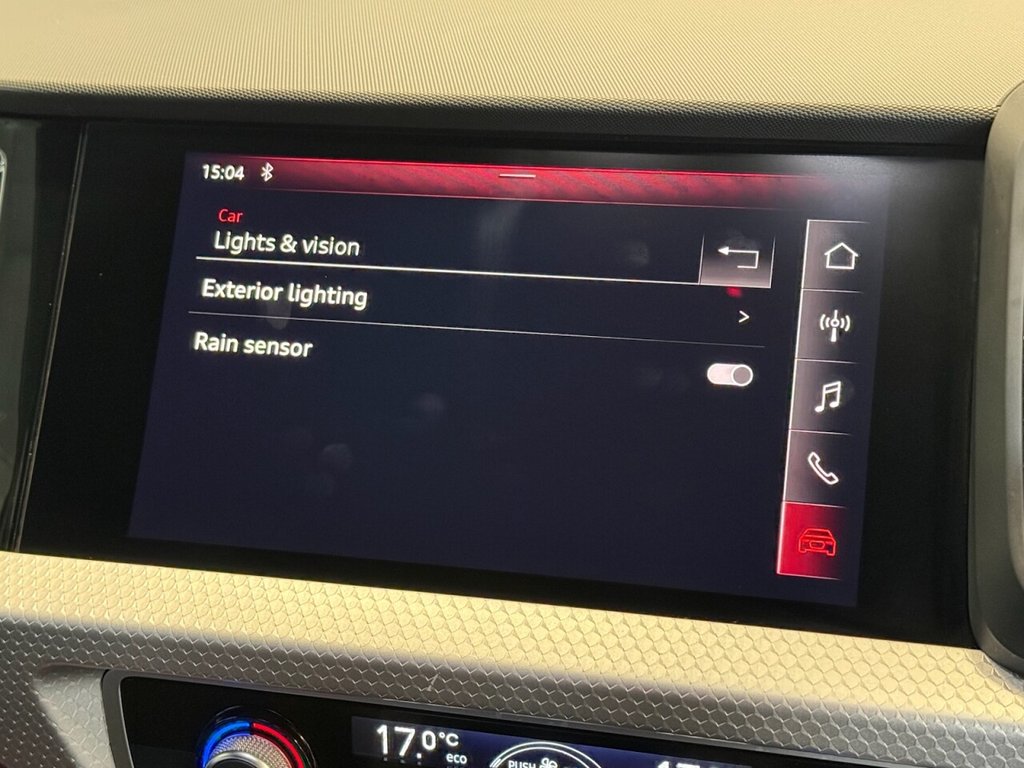 15:04
Car
Lights & vision
Exterior lighting
>
Rain sensor
17.0°C
eco
PUSH